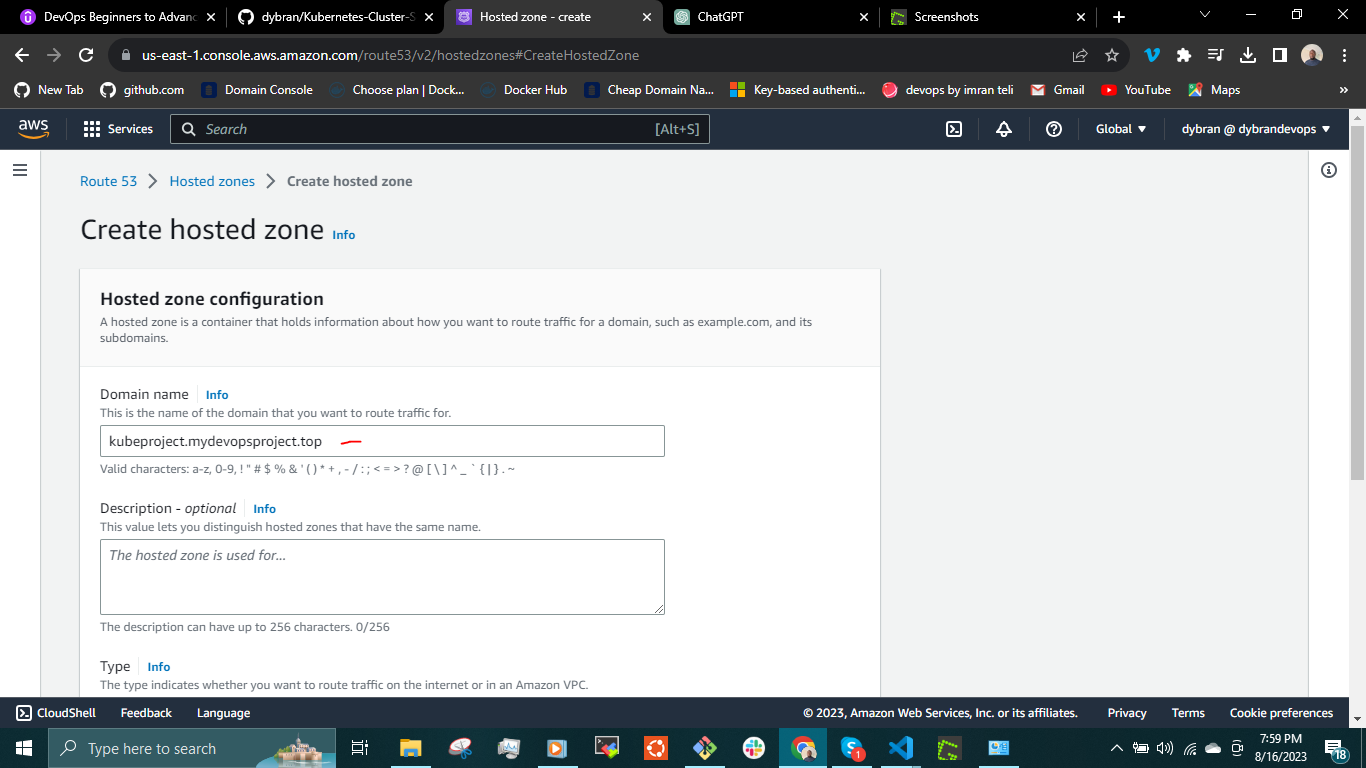 DevOps Beginners to Advanc
dybran/Kubernetes-Cluster-S
Hosted zone - create
ChatGPT
Screenshots
us-east-1.console.aws.amazon.com/route53/v2/hostedzones#CreateHostedZone
New Tab
github.com
Domain Console
Choose plan | Dock...
Docker Hub
Cheap Domain Na...
Key-based authenti...
devops by imran teli
Gmail
YouTube
Maps
»
aws
Services
Search
[Alt+S]
Global
dybran @ dybrandevops
Route 53 > Hosted zones > Create hosted zone
Create hosted zone Info
Hosted zone configuration
A hosted zone is a container that holds information about how you want to route traffic for a domain, such as example.com, and its
subdomains.
Domain name Info
This is the name of the domain that you want to route traffic for.
kubeproject.mydevopsproject.top
Valid characters: a-z, 0-9, ! " # $ % & ' ( ) * + , - / : ; < = > ? @ [ \ ] ^ _ ` { | } . ~
Description - optional Info
This value lets you distinguish hosted zones that have the same name.
The hosted zone is used for...
The description can have up to 256 characters. 0/256
Type Info
The type indicates whether you want to route traffic on the internet or in an Amazon VPC.
CloudShell
Feedback
Language
© 2023, Amazon Web Services, Inc. or its affiliates.
Privacy
Terms
Cookie preferences
Type here to search
1
7:59 PM
8/16/2023
18